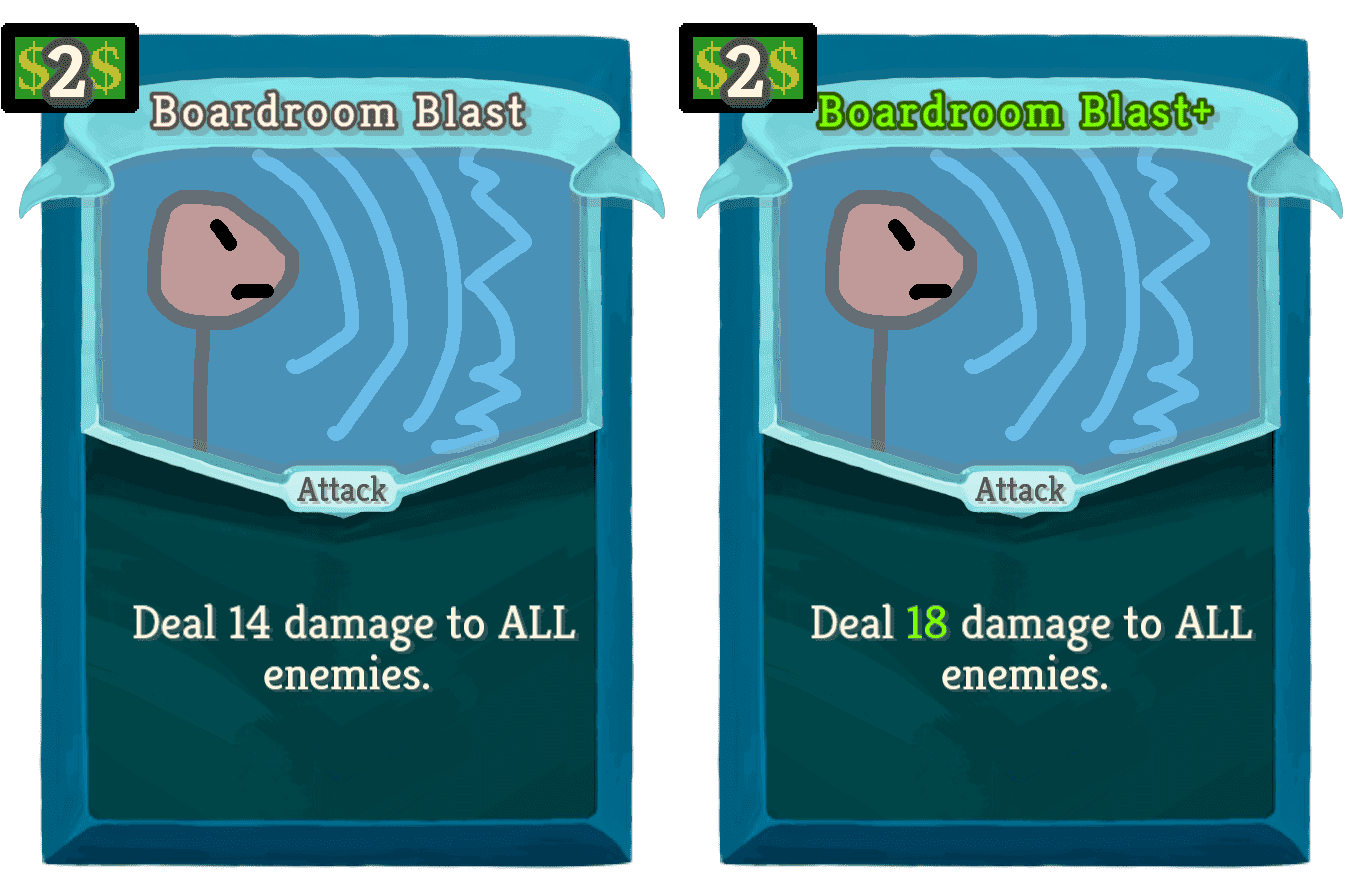 $2$
Boardroom Blast
Attack
Deal 14 damage to ALL
enemies.
$2$
Boardroom Blast+
Attack
Deal 18 damage to ALL
enemies.